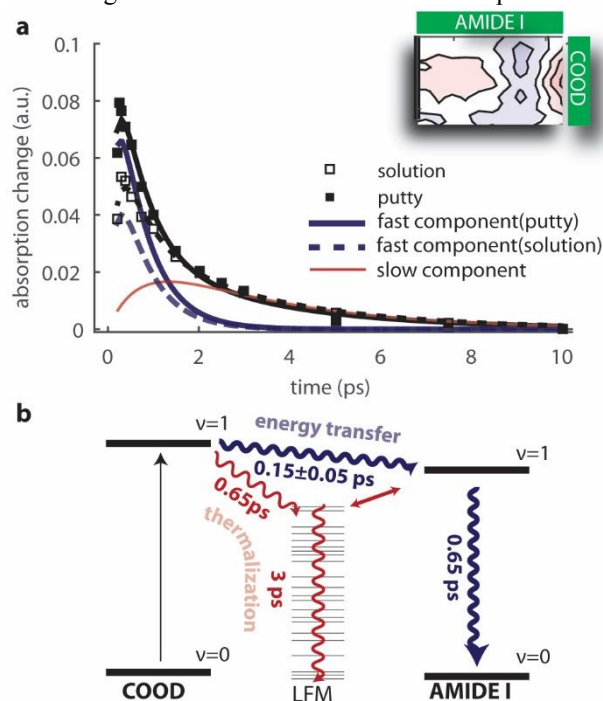 a
AMIDE I
COOD
0.1
0.08
0.06
0.04
0.02
0
absorption change (a.u.)
solution
putty
fast component(putty)
fast component(solution)
slow component
0 2 4 6 8 10
time (ps)
b
ν=1
energy transfer
ν=1
0.15±0.05 ps
0.65ps
thermalization
3 ps
0.65 ps
ν=0
ν=0
COOD
LFM
AMIDE I